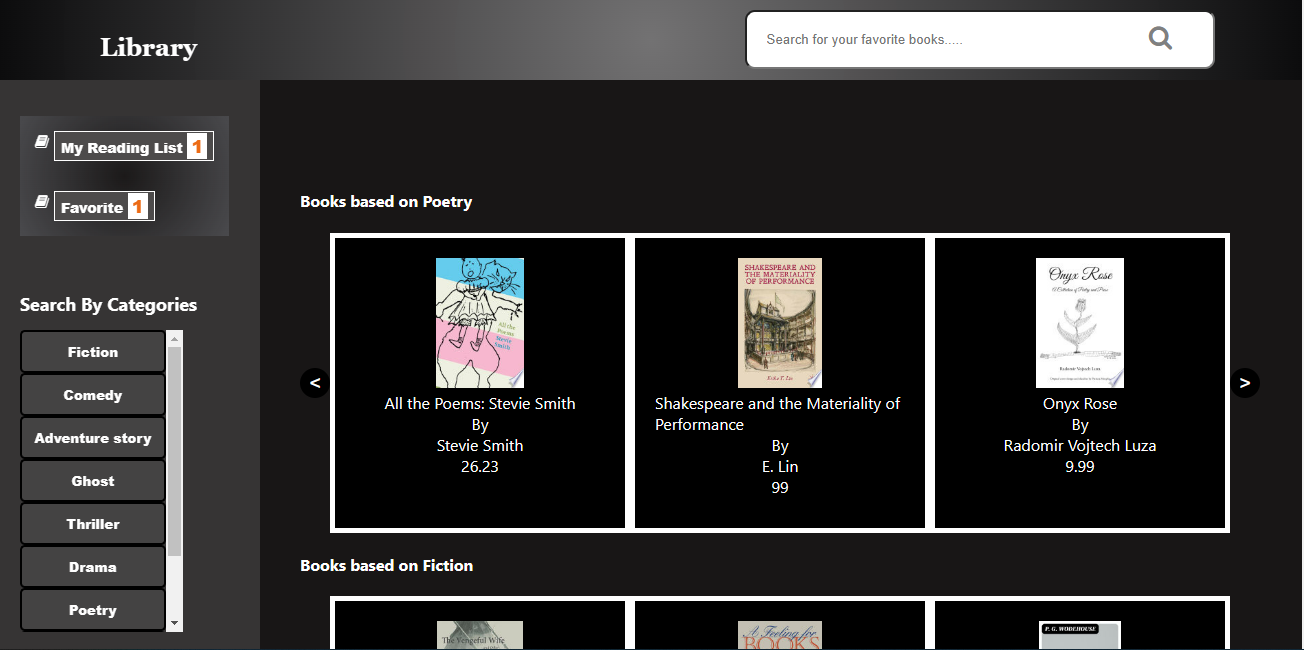 Library
Search for your favorite books.....
My Reading List 1
Favorite 1
Search By Categories
Fiction
Comedy
Adventure story
Ghost
Thriller
Drama
Poetry
Books based on Poetry
<
All the Poems
Stevie Smith
All the Poems: Stevie Smith
By
Stevie Smith
26.23
SHAKESPEARE AND
THE MATERIALITY
OF PERFORMANCE
Erika T. Lin
Shakespeare and the Materiality of
Performance
By
E. Lin
99
Onyx Rose
A Collection of Poetry and Prose
Radomir Vojtech Luza
Onyx Rose
By
Radomir Vojtech Luza
9.99
>
Books based on Fiction
The Vengeful Wife
A Feeling for
BOOKS
P. G. WODEHOUSE